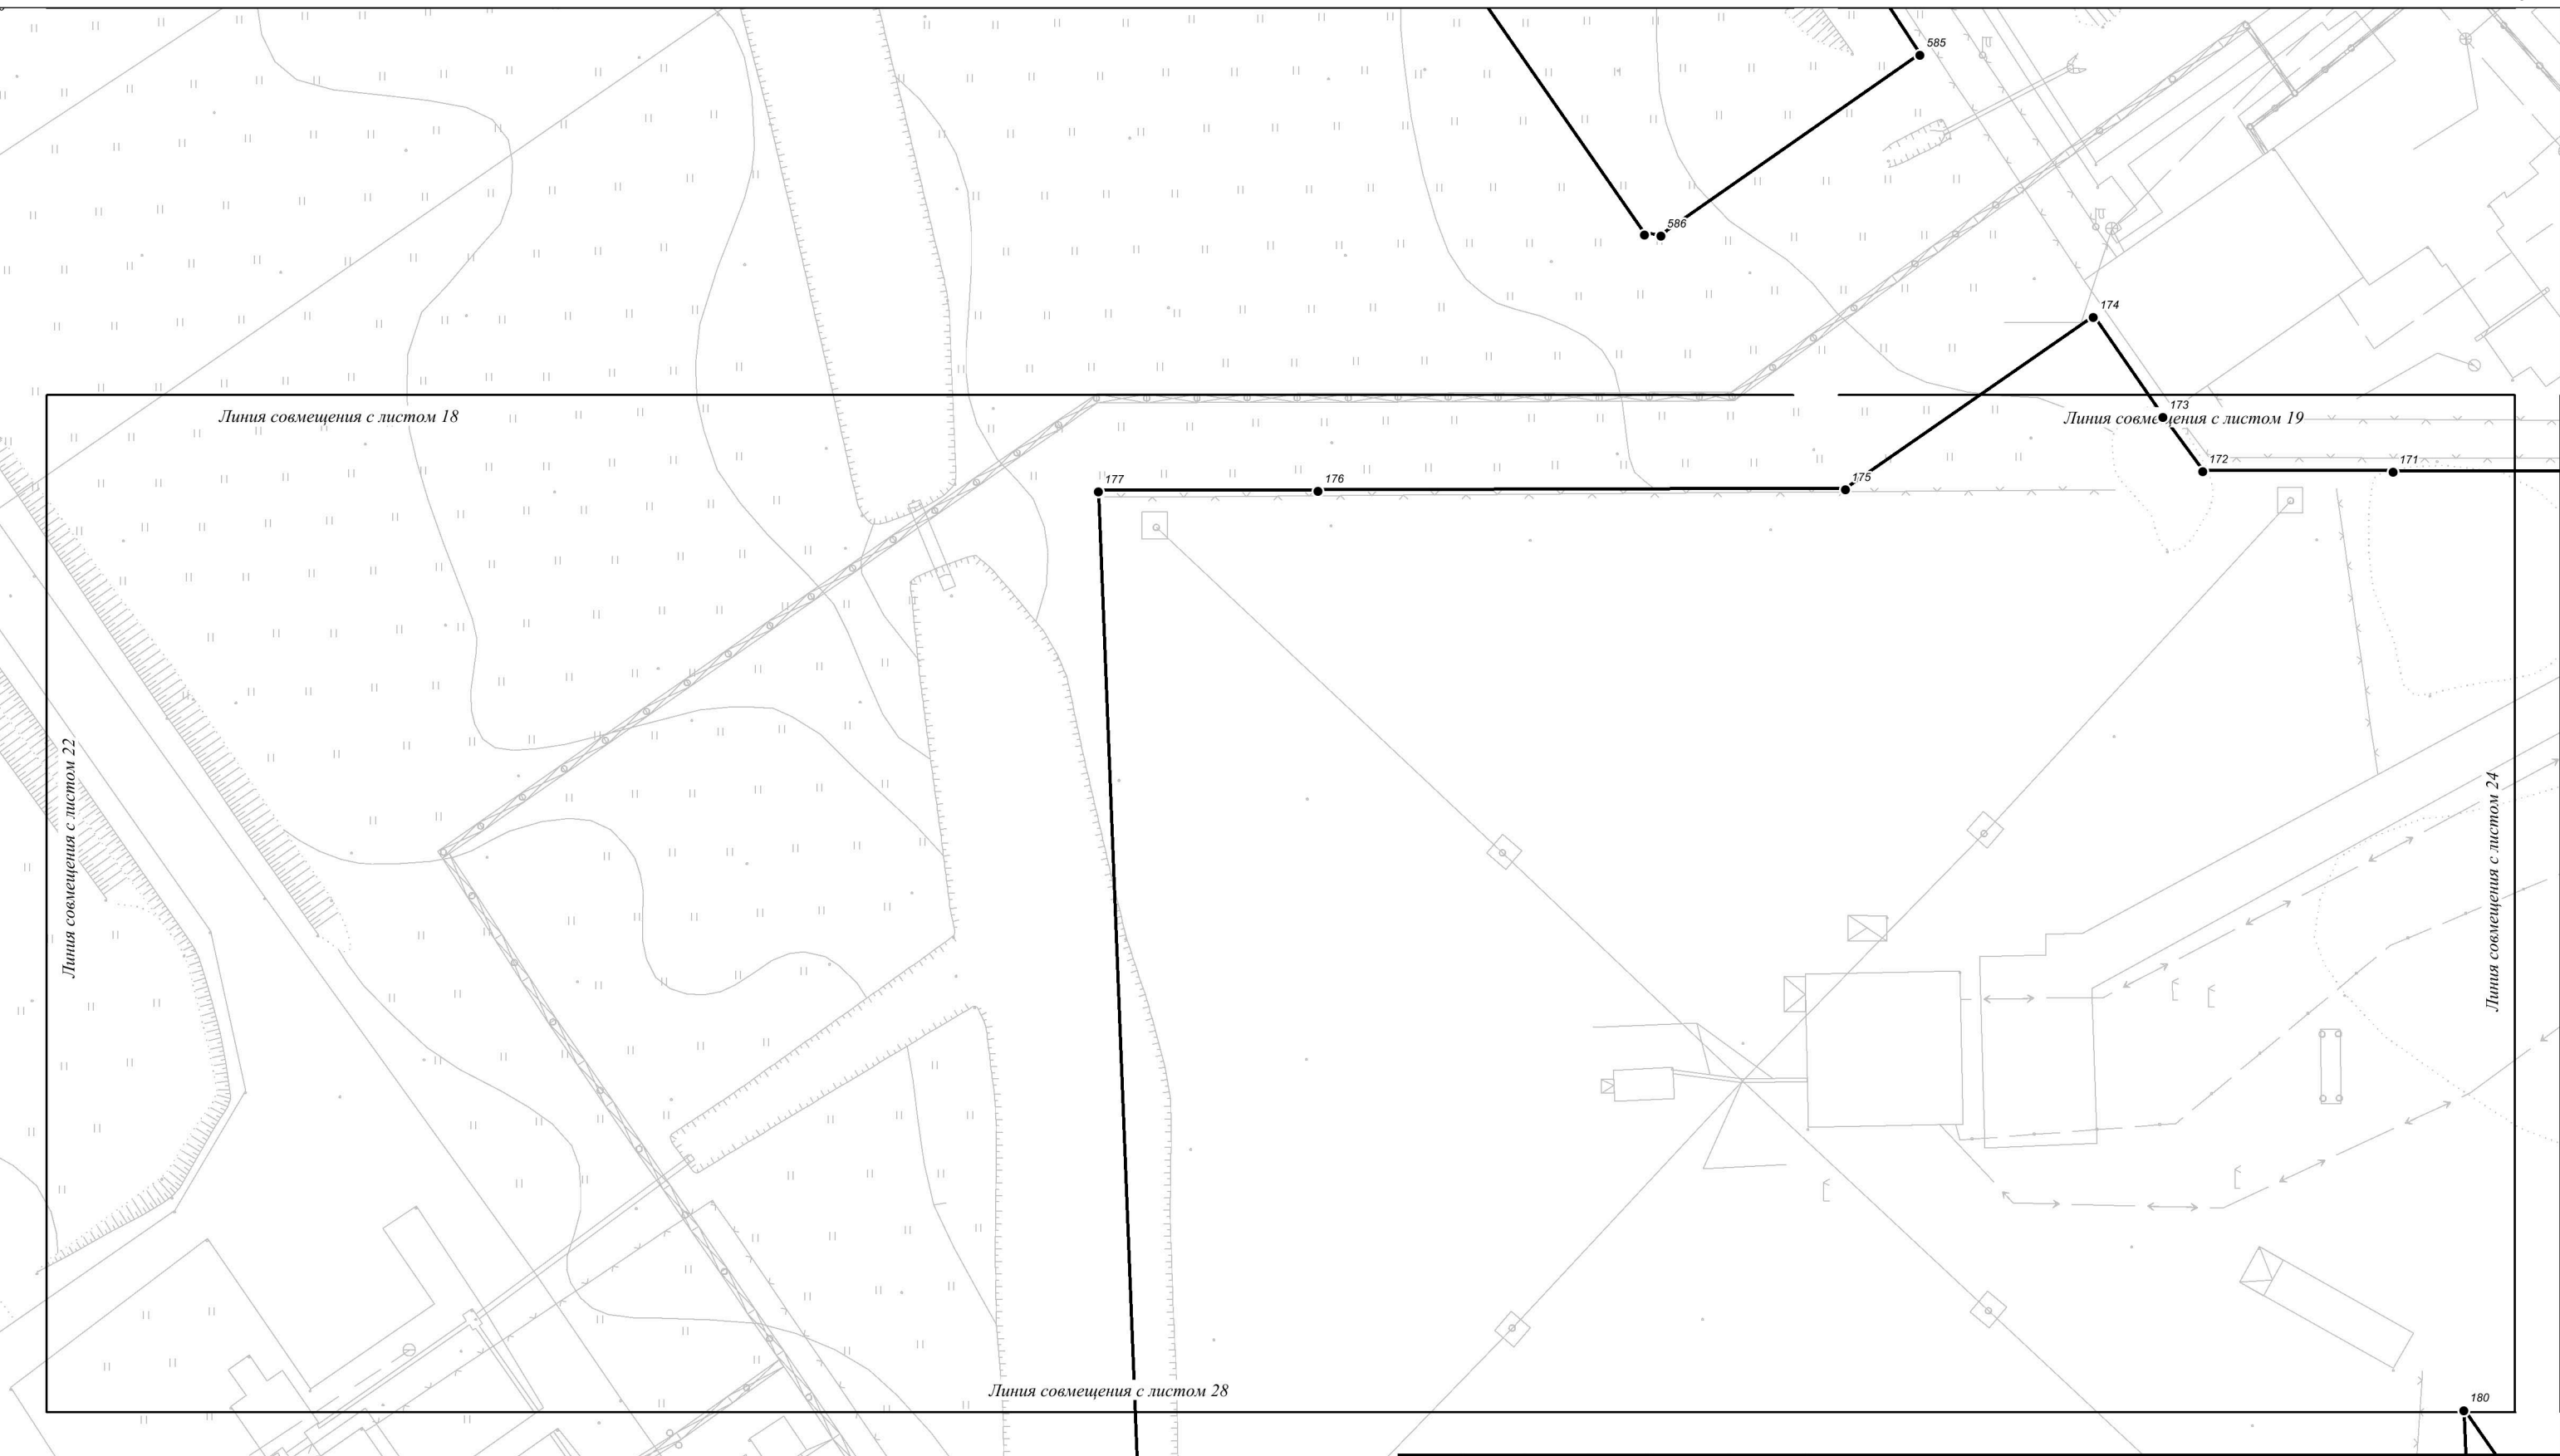 585
586
174
173
Линия совмещения с листом 18
Линия совмещения с листом 19
172
171
177
176
175
Линия совмещения с листом 22
Линия совмещения с листом 24
Линия совмещения с листом 28
180